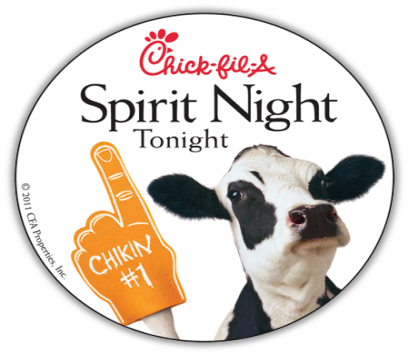 Chick-fil-A
Spirit Night
Tonight
CHIKIN
#1
© 2011 CFA Properties, Inc.